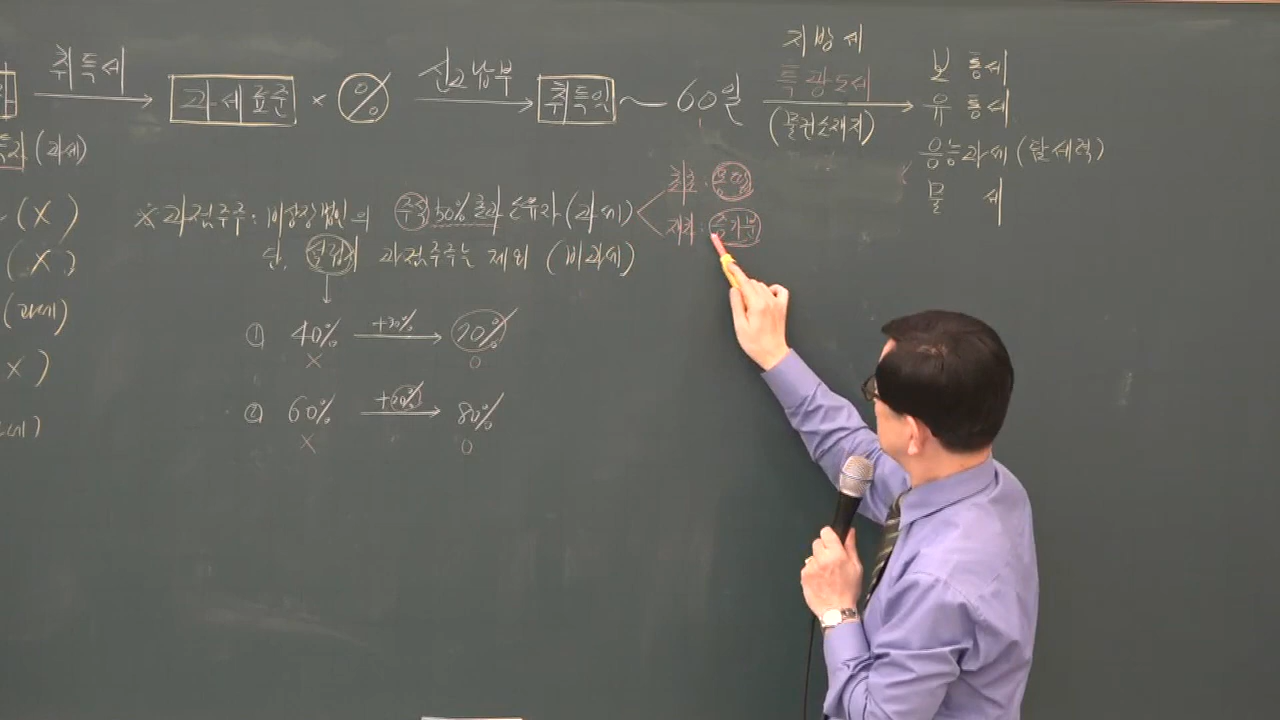 취득세 과세표준 × % 신고납부 취득일 ~ 60일
지방세
특광도세
(물건소재지)
보통세
유통세
응능과세 (탈세적)
물세
(과세)
(X)
(X)
(과세)
X)
※ 과점주주 : 비상장법인의 주식 50% 초과 소유자 (과세)
최초 : 모두
재차 : 증가분
단, 설립시 과점주주는 제외 (비과세)
① 40% +30% 70%
X O
② 60% +20% 80%
X O